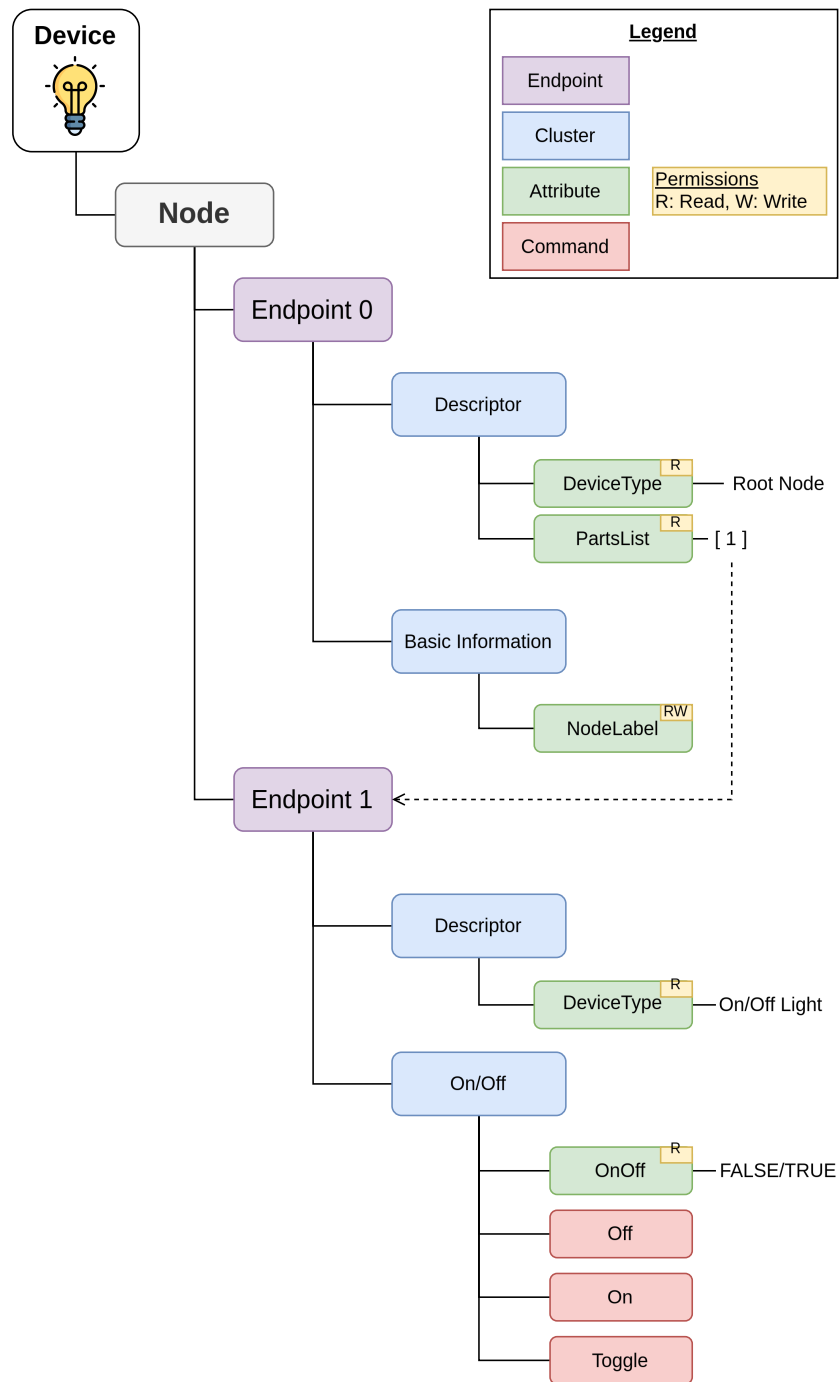 Device
Legend
Endpoint
Cluster
Attribute
Permissions
R: Read, W: Write
Command
Node
Endpoint 0
Descriptor
R
DeviceType
Root Node
R
PartsList
[ 1 ]
Basic Information
RW
NodeLabel
Endpoint 1
Descriptor
R
DeviceType
On/Off Light
On/Off
R
OnOff
FALSE/TRUE
Off
On
Toggle